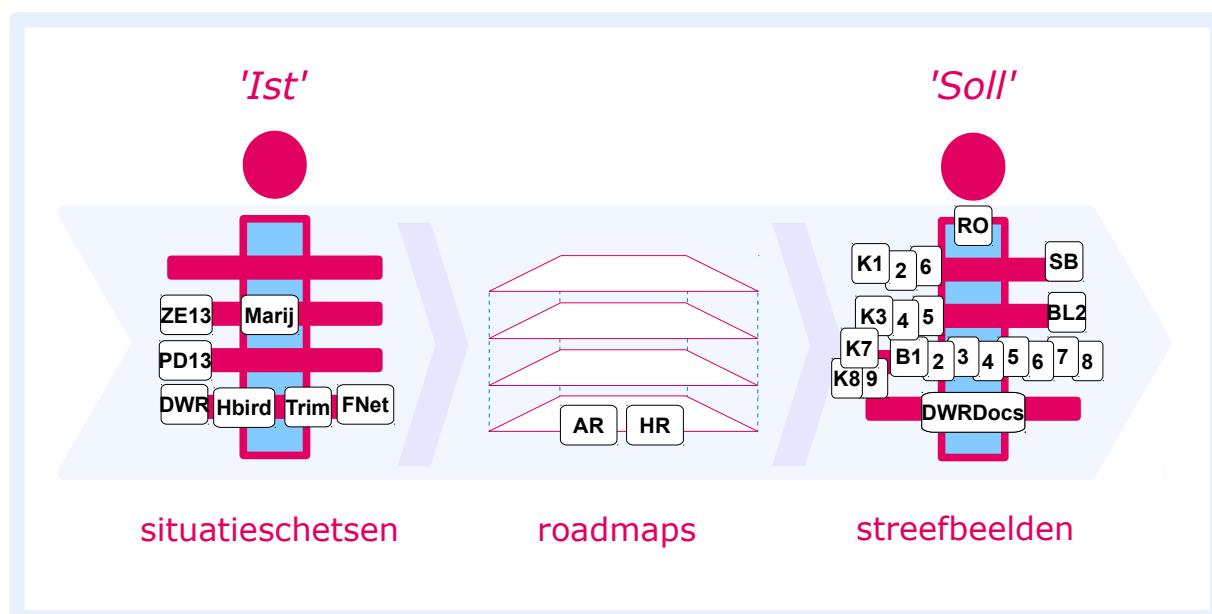 'Ist'
'Soll'
RO
K1 2 6 SB
ZE13 Marij
K3 4 5 BL2
PD13
K7 B1 2 3 4 5 6 7 8
K8 9
DWR Hbird Trim FNet
AR HR
DWRDocs
situatieschetsen
roadmaps
streefbeelden